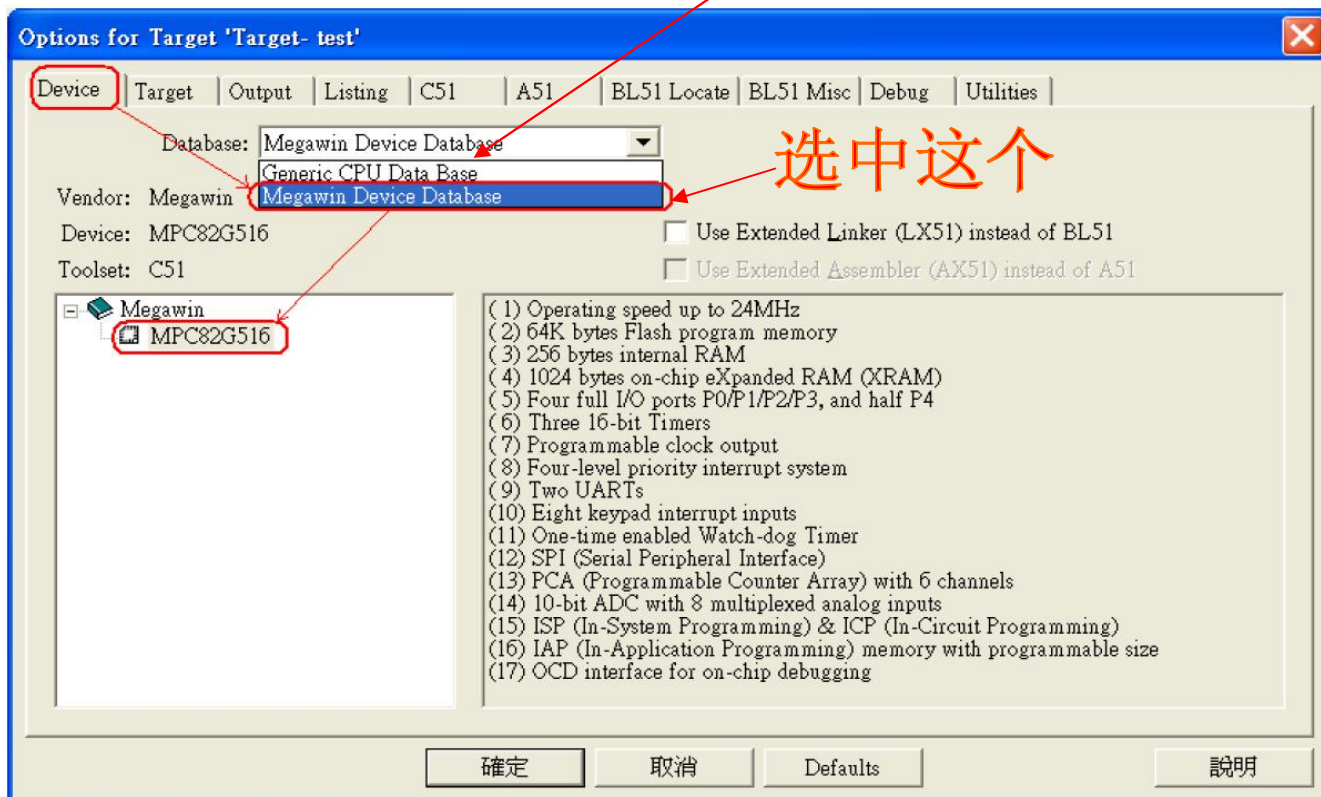 Options for Target 'Target- test'
Device Target Output Listing C51 A51 BL51 Locate BL51 Misc Debug Utilities
Database: Megawin Device Database
Generic CPU Data Base
Megawin Device Database
选中这个
Vendor: Megawin
Device: MPC82G516
Toolset: C51
Use Extended Linker (LX51) instead of BL51
Use Extended Assembler (AX51) instead of A51
Megawin
MPC82G516
( 1) Operating speed up to 24MHz
( 2) 64K bytes Flash program memory
( 3) 256 bytes internal RAM
( 4) 1024 bytes on-chip eXpanded RAM (XRAM)
( 5) Four full I/O ports P0/P1/P2/P3, and half P4
( 6) Three 16-bit Timers
( 7) Programmable clock output
( 8) Four-level priority interrupt system
( 9) Two UARTs
(10) Eight keypad interrupt inputs
(11) One-time enabled Watch-dog Timer
(12) SPI (Serial Peripheral Interface)
(13) PCA (Programmable Counter Array) with 6 channels
(14) 10-bit ADC with 8 multiplexed analog inputs
(15) ISP (In-System Programming) & ICP (In-Circuit Programming)
(16) IAP (In-Application Programming) memory with programmable size
(17) OCD interface for on-chip debugging
確定 取消 Defaults 說明